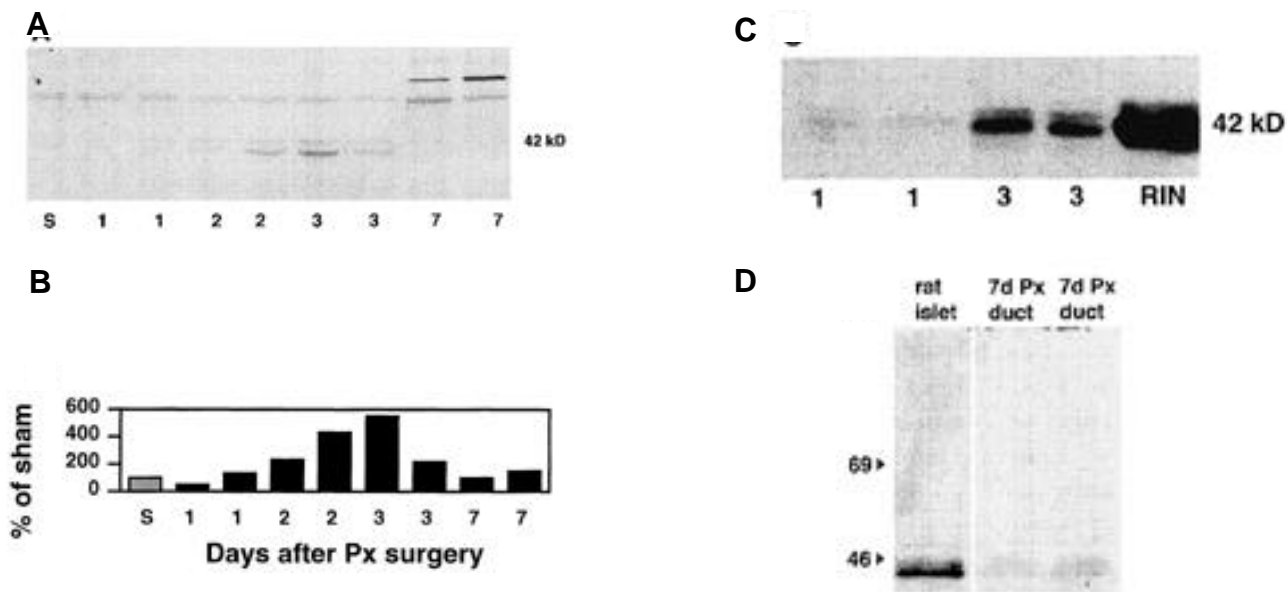 A
42 kD
S 1 1 2 2 3 3 7 7
B
% of sham
600
400
200
0
S 1 1 2 2 3 3 7 7
Days after Px surgery
C
42 kD
1 1 3 3 RIN
D
rat islet
7d Px duct
7d Px duct
69
46